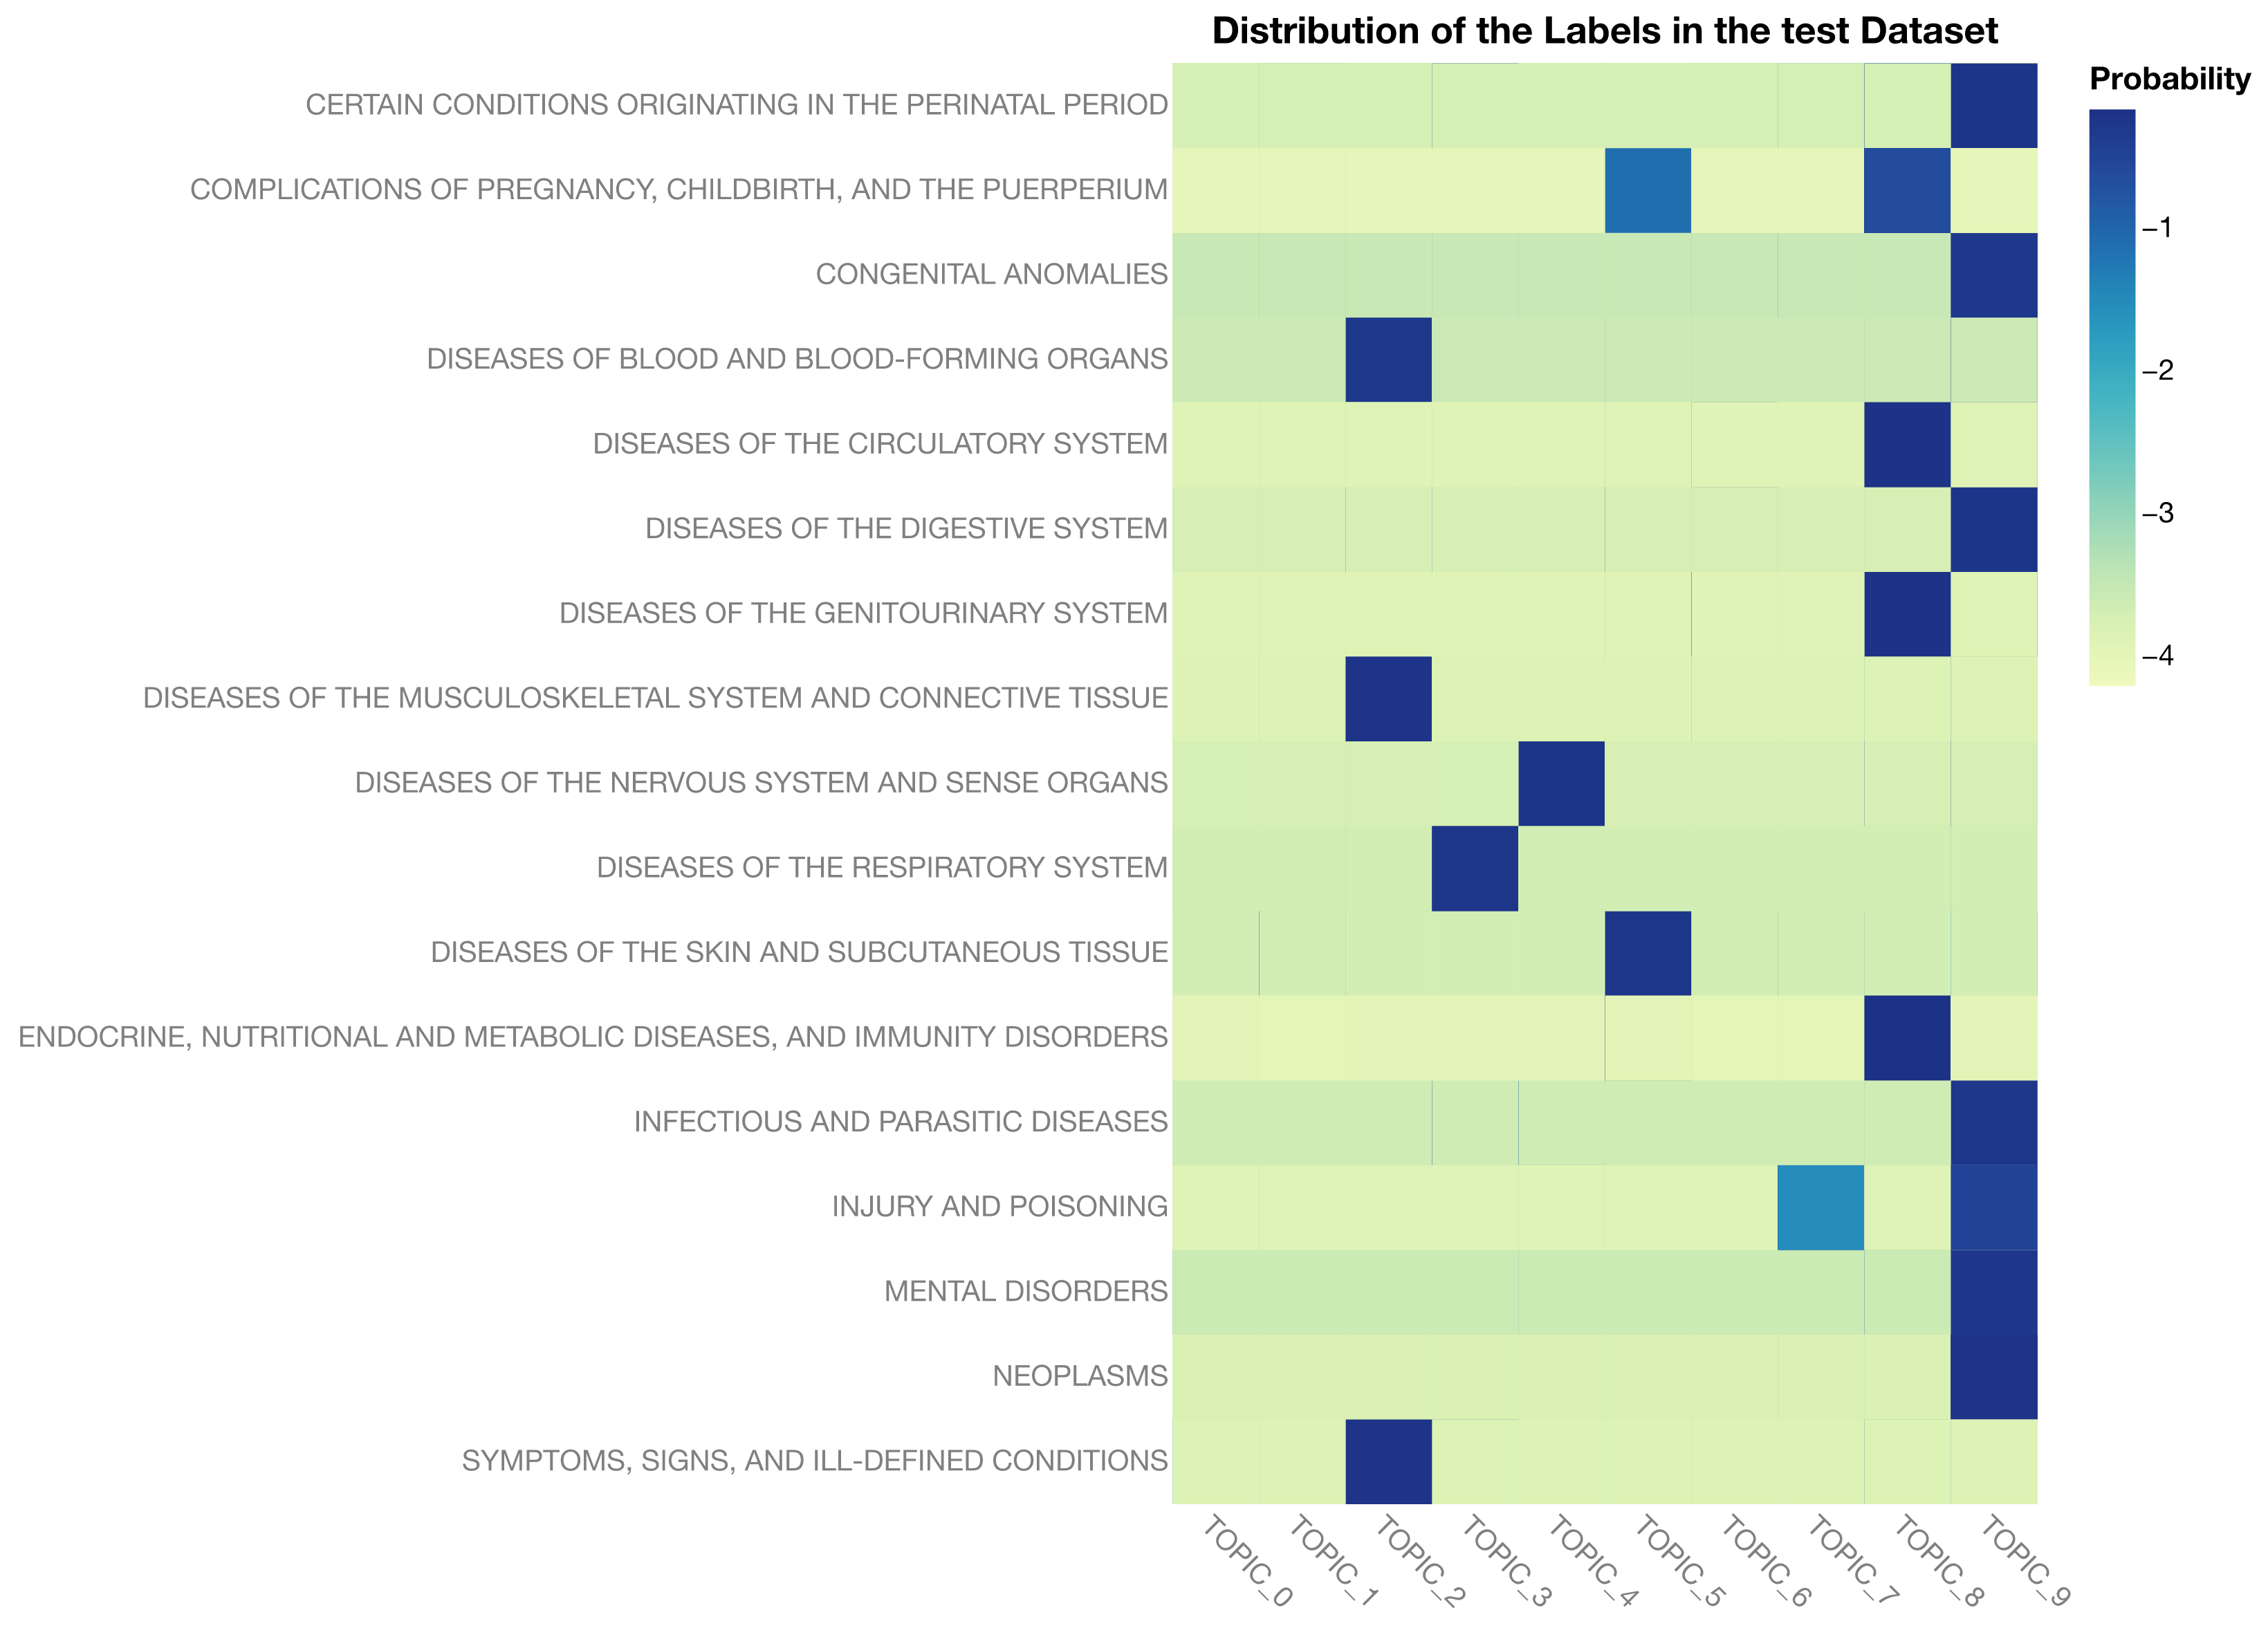 Distribution of the Labels in the test Dataset
Probability
CERTAIN CONDITIONS ORIGINATING IN THE PERINATAL PERIOD
COMPLICATIONS OF PREGNANCY, CHILDBIRTH, AND THE PUERPERIUM
CONGENITAL ANOMALIES
DISEASES OF BLOOD AND BLOOD-FORMING ORGANS
DISEASES OF THE CIRCULATORY SYSTEM
DISEASES OF THE DIGESTIVE SYSTEM
DISEASES OF THE GENITOURINARY SYSTEM
DISEASES OF THE MUSCULOSKELETAL SYSTEM AND CONNECTIVE TISSUE
DISEASES OF THE NERVOUS SYSTEM AND SENSE ORGANS
DISEASES OF THE RESPIRATORY SYSTEM
DISEASES OF THE SKIN AND SUBCUTANEOUS TISSUE
ENDOCRINE, NUTRITIONAL AND METABOLIC DISEASES, AND IMMUNITY DISORDERS
INFECTIOUS AND PARASITIC DISEASES
INJURY AND POISONING
MENTAL DISORDERS
NEOPLASMS
SYMPTOMS, SIGNS, AND ILL-DEFINED CONDITIONS
−1
−2
−3
−4
TOPIC_0
TOPIC_1
TOPIC_2
TOPIC_3
TOPIC_4
TOPIC_5
TOPIC_6
TOPIC_7
TOPIC_8
TOPIC_9